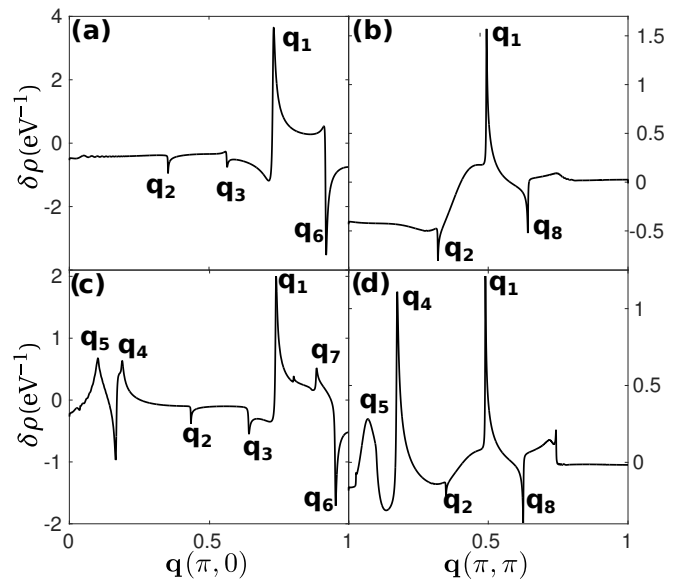 (a) q₁ (b) q₁
4
2
0
-2
δρ(eV⁻¹)
q₂ q₃ q₆
1.5
1
0.5
0
-0.5
q₂ q₈
(c) q₁ (d) q₁
2
1
0
-1
-2
δρ(eV⁻¹)
q₅ q₄ q₇
q₂ q₃ q₆
q₄
q₅
q₂ q₈
1
0.5
0
0 0.5 1 0.5 1
q(π, 0) q(π, π)